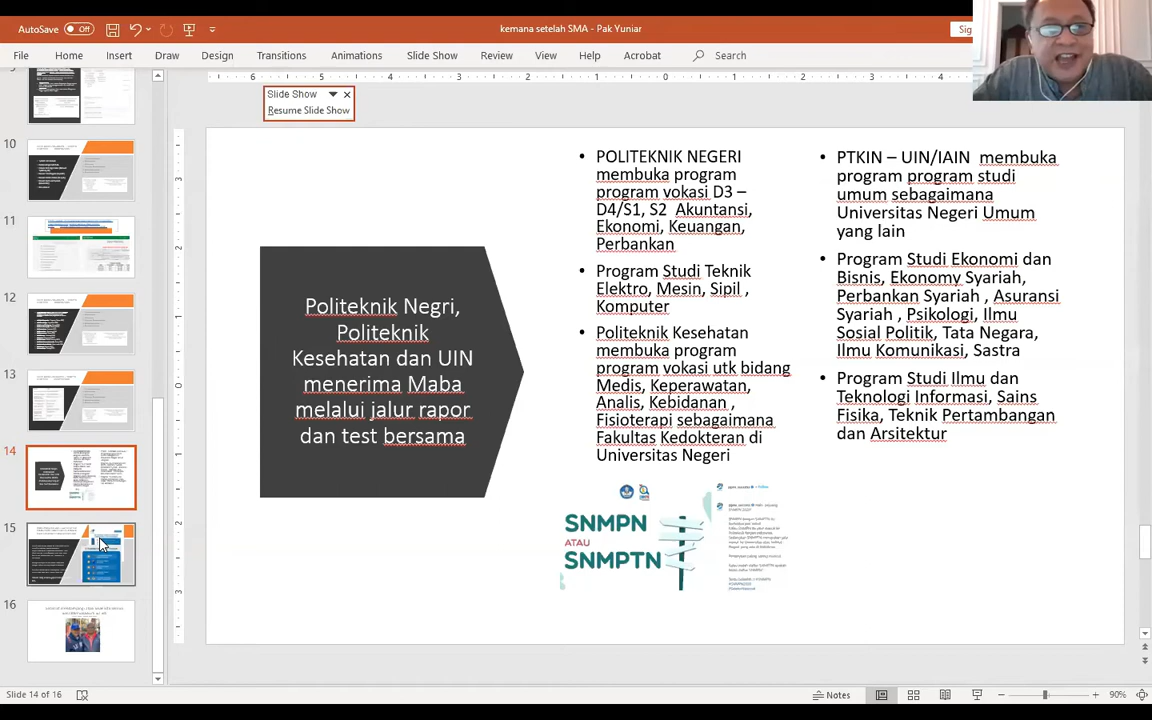 AutoSave
Off
kemana setelah SMA - Pak Yuniar
Sig
File Home Insert Draw Design Transitions Animations Slide Show Review View Help Acrobat Search
Slide Show
Resume Slide Show
10
11
12
13
14
15
16
Politeknik Negri,
Politeknik
Kesehatan dan UIN
menerima Maba
melalui jalur rapor
dan test bersama
• POLITEKNIK NEGERI
membuka program
program vokasi D3 –
D4/S1, S2 Akuntansi,
Ekonomi, Keuangan,
Perbankan
• Program Studi Teknik
Elektro, Mesin, Sipil ,
Komputer
• Politeknik Kesehatan
membuka program
program vokasi utk bidang
Medis, Keperawatan,
Analis, Kebidanan ,
Fisioterapi sebagaimana
Fakultas Kedokteran di
Universitas Negeri
• PTKIN – UIN/IAIN membuka
program program studi
umum sebagaimana
Universitas Negeri Umum
yang lain
• Program Studi Ekonomi dan
Bisnis, Ekonomy Syariah,
Perbankan Syariah , Asuransi
Syariah , Psikologi, Ilmu
Sosial Politik, Tata Negara,
Ilmu Komunikasi, Sastra
• Program Studi Ilmu dan
Teknologi Informasi, Sains
Fisika, Teknik Pertambangan
dan Arsitektur
SNMPN
ATAU
SNMPTN
Slide 14 of 16
Notes
90%